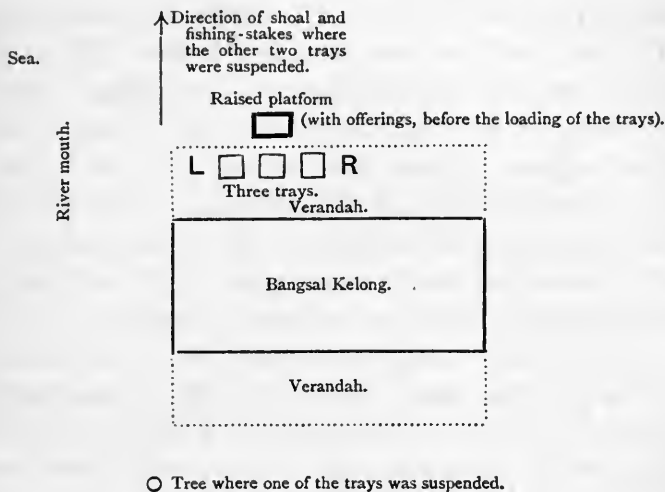 Direction of shoal and
fishing-stakes where
the other two trays
were suspended.
Sea.
River mouth.
Raised platform
(with offerings, before the loading of the trays).
L R
Three trays.
Verandah.
Bangsal Kelong.
Verandah.
Tree where one of the trays was suspended.